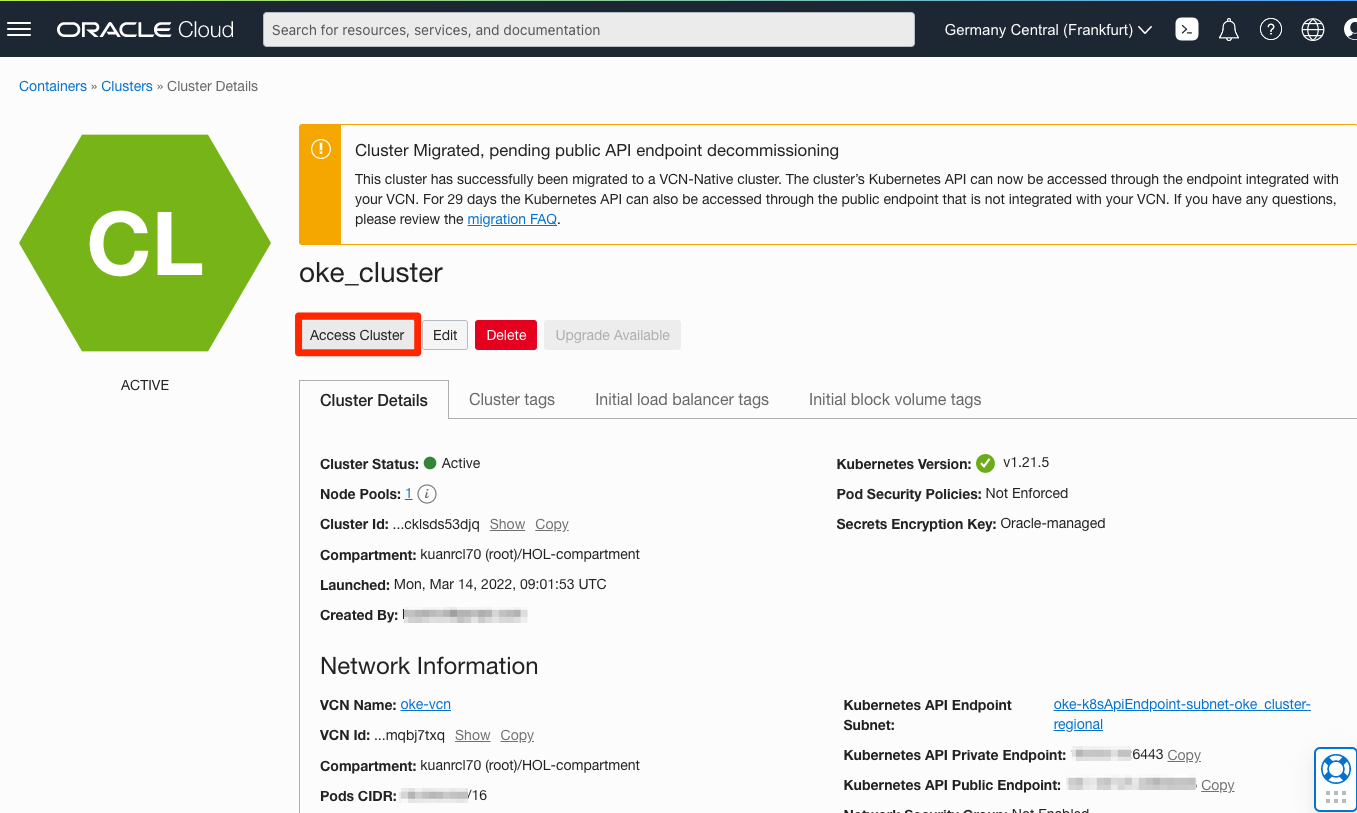 ORACLE Cloud
Search for resources, services, and documentation
Germany Central (Frankfurt)
Containers » Clusters » Cluster Details
CL
ACTIVE
Cluster Migrated, pending public API endpoint decommissioning
This cluster has successfully been migrated to a VCN-Native cluster. The cluster's Kubernetes API can now be accessed through the endpoint integrated with
your VCN. For 29 days the Kubernetes API can also be accessed through the public endpoint that is not integrated with your VCN. If you have any questions,
please review the migration FAQ.
oke_cluster
Access Cluster Edit Delete Upgrade Available
Cluster Details Cluster tags Initial load balancer tags Initial block volume tags
Cluster Status: Active
Node Pools: 1
Cluster Id: ...cklsds53djq Show Copy
Compartment: kuanrcl70 (root)/HOL-compartment
Launched: Mon, Mar 14, 2022, 09:01:53 UTC
Created By:
Kubernetes Version: v1.21.5
Pod Security Policies: Not Enforced
Secrets Encryption Key: Oracle-managed
Network Information
VCN Name: oke-vcn
VCN Id: ...mqbj7txq Show Copy
Compartment: kuanrcl70 (root)/HOL-compartment
Pods CIDR: /16
Kubernetes API Endpoint
Subnet:
oke-k8sApiEndpoint-subnet-oke_cluster-
regional
Kubernetes API Private Endpoint: 6443 Copy
Kubernetes API Public Endpoint: Copy
Network Security Group: Not Enabled